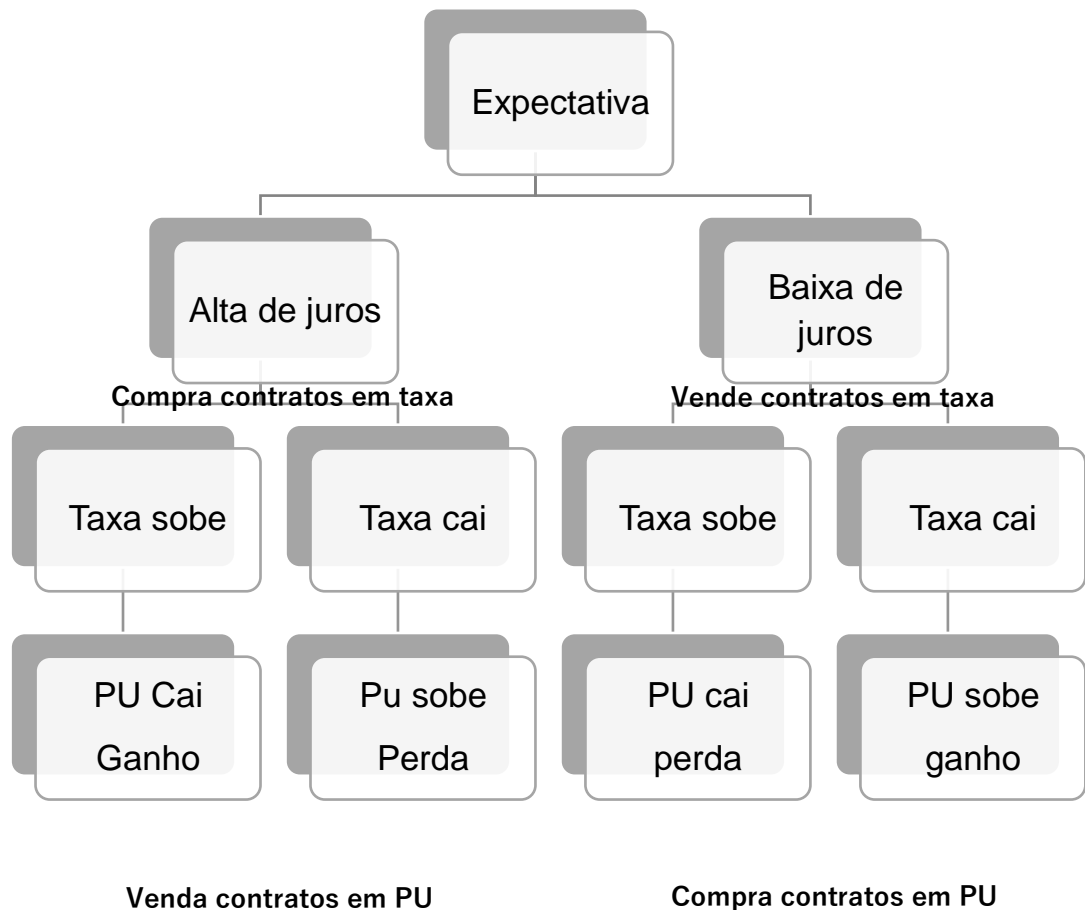 Expectativa
Alta de juros
Baixa de
juros
Compra contratos em taxa
Vende contratos em taxa
Taxa sobe
Taxa cai
Taxa sobe
Taxa cai
PU Cai
Ganho
Pu sobe
Perda
PU cai
perda
PU sobe
ganho
Venda contratos em PU
Compra contratos em PU